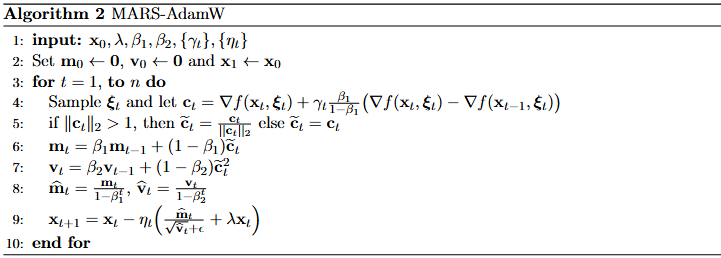 Algorithm 2 MARS-AdamW
1: input: x₀, λ, β₁, β₂, {γₜ}, {ηₜ}
2: Set m₀ ← 0, v₀ ← 0 and x₁ ← x₀
3: for t = 1, to n do
4: Sample ξₜ and let cₜ = ∇f(xₜ, ξₜ) + γₜ β₁/(1−β₁) (∇f(xₜ, ξₜ) − ∇f(xₜ₋₁, ξₜ))
5: if ‖cₜ‖₂ > 1, then c̃ₜ = cₜ/‖cₜ‖₂ else c̃ₜ = cₜ
6: mₜ = β₁mₜ₋₁ + (1 − β₁)c̃ₜ
7: vₜ = β₂vₜ₋₁ + (1 − β₂)c̃ₜ²
8: m̂ₜ = mₜ/(1−β₁ᵗ), v̂ₜ = vₜ/(1−β₂ᵗ)
9: xₜ₊₁ = xₜ − ηₜ(m̂ₜ/(√v̂ₜ+ϵ) + λxₜ)
10: end for